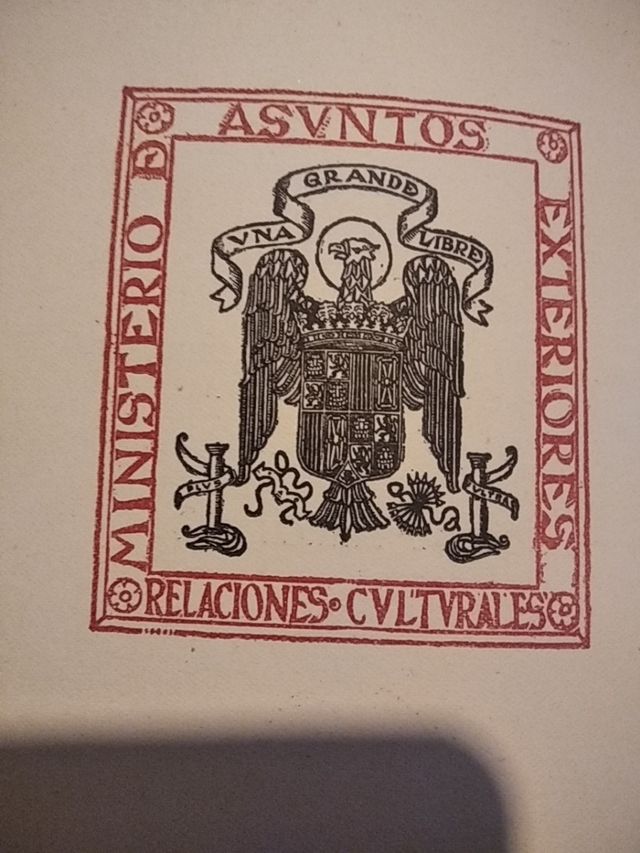 MINISTERIO D
ASVNTOS
EXTERIORES
RELACIONES · CVLTVRALES
VNA
GRANDE
LIBRE
PLVS
VLTRA